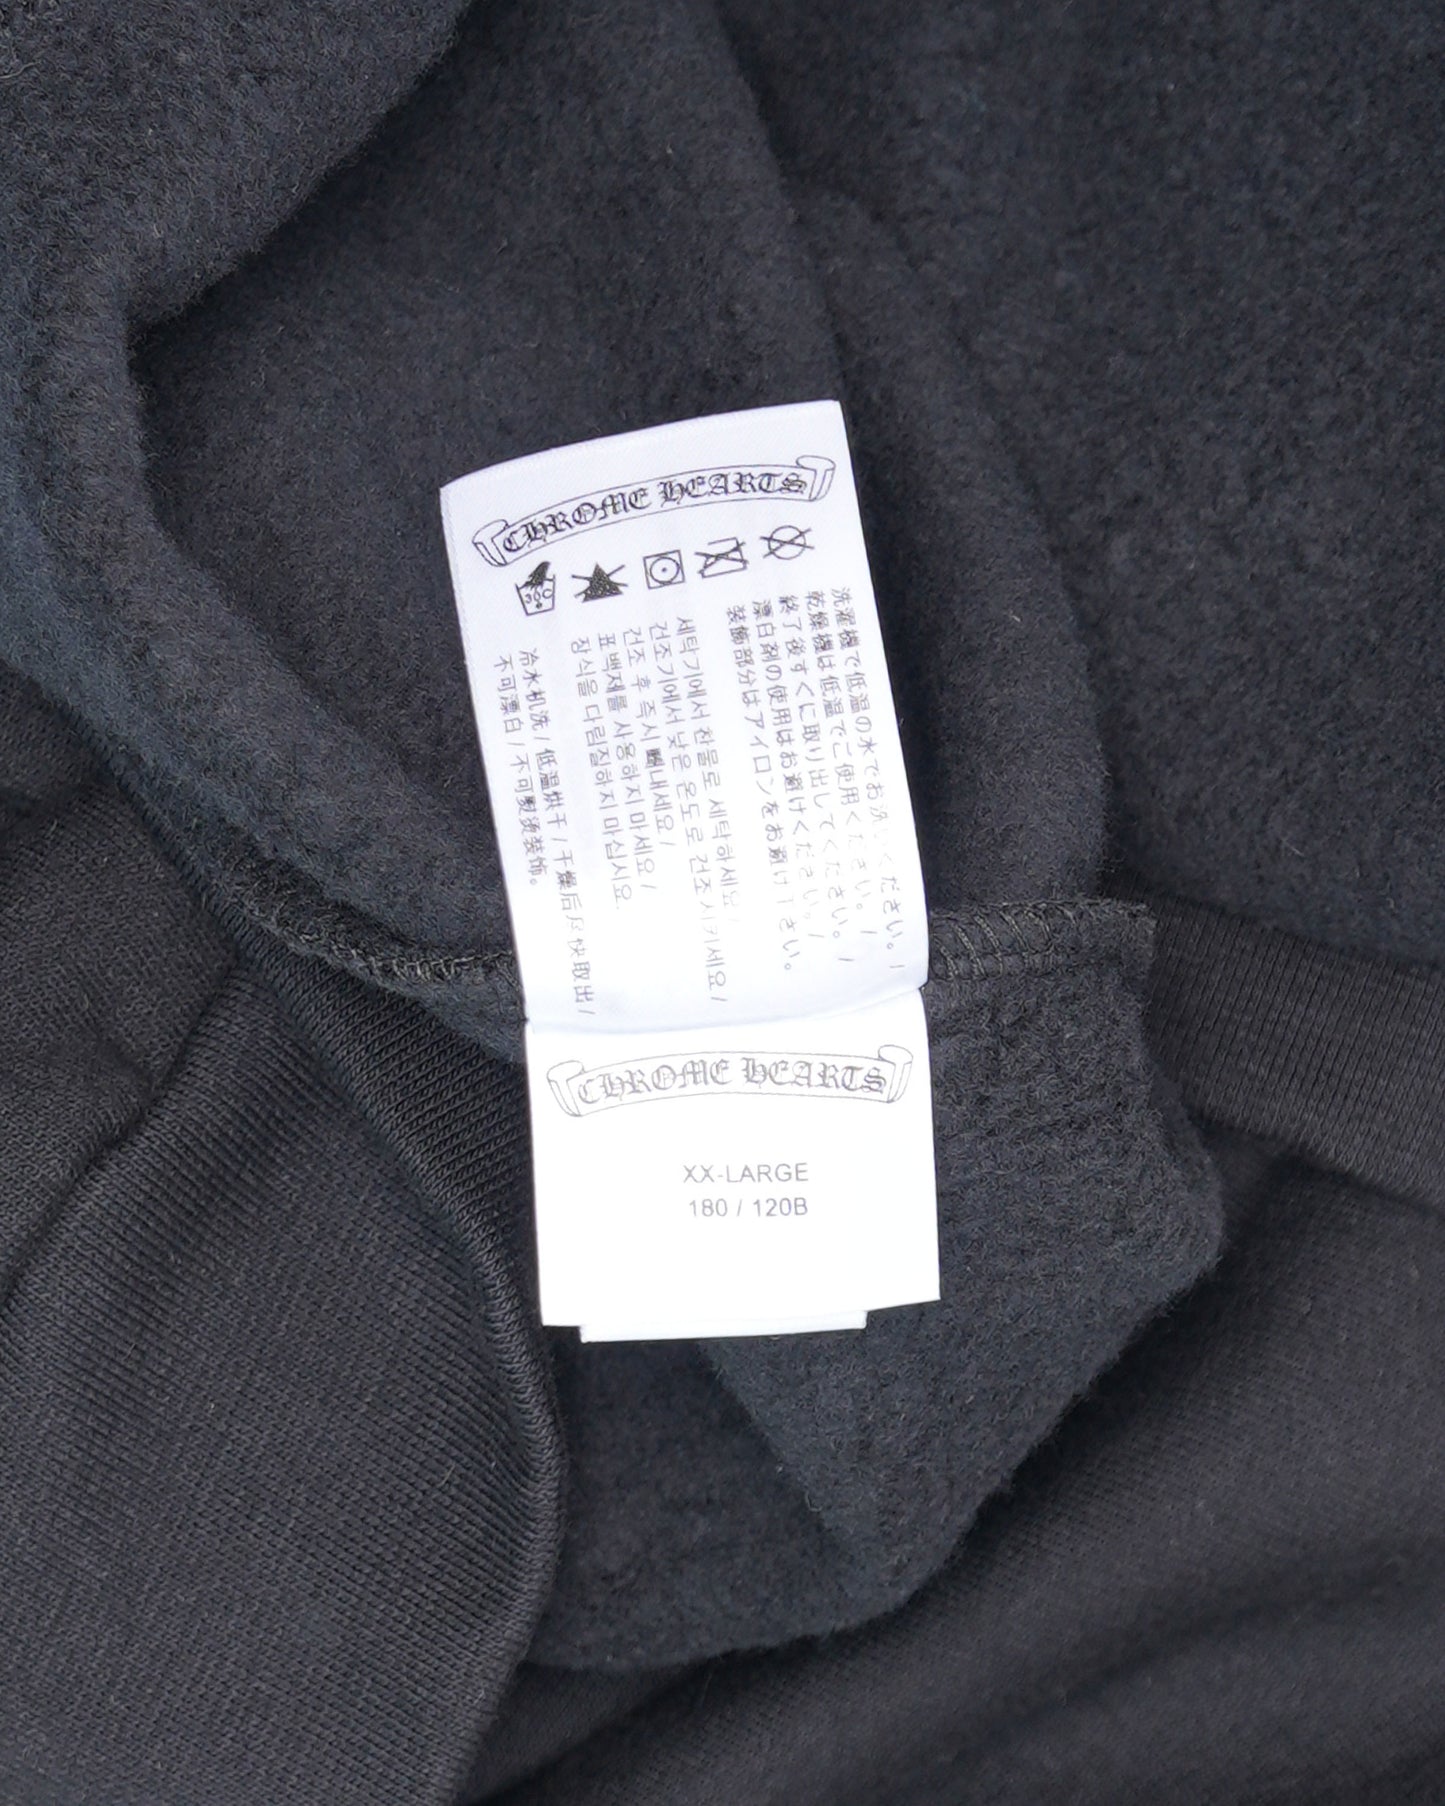 CHROME HEARTS
30C
洗濯機で低温の水でお洗いください。/
乾燥機は低温でご使用ください。/
終了後すぐに取り出してください。/
漂白剤の使用はお避けください。/
装飾部分はアイロンをお避け下さい。
세탁기에서 찬물로 세탁하세요/
건조기에서 낮은 온도로 건조시키세요/
건조 후 즉시 빼내세요/
표백제를 사용하지 마세요/
장식을 다림질하지 마십시요.
冷水机洗/低温烘干/干燥后尽快取出/
不可漂白/不可熨烫装饰。
CHROME HEARTS
XX-LARGE
180 / 120B